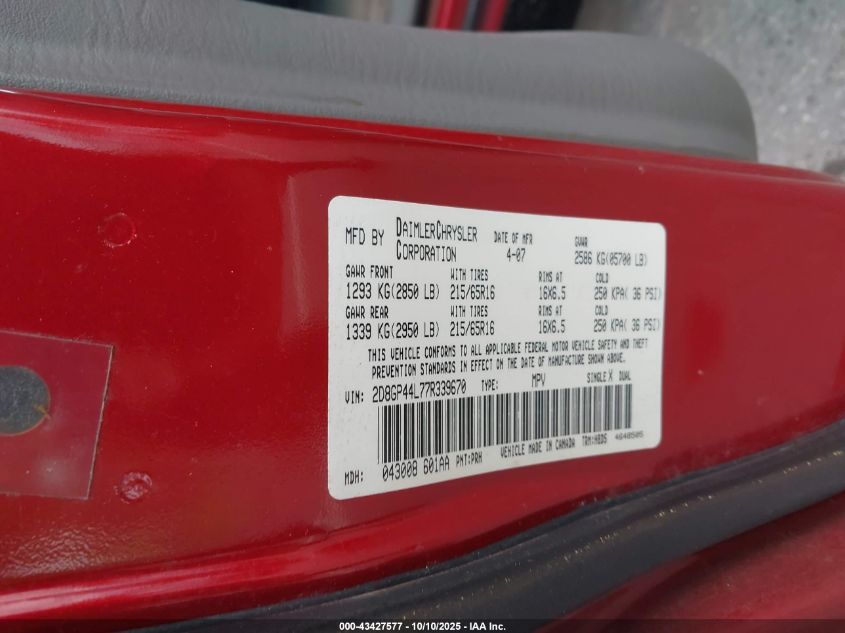 MFD BY DAIMLERCHRYSLER CORPORATION DATE OF MFR 4-07 GVWR 2586 KG(05700 LB)
GAWR FRONT WITH TIRES RIMS AT COLD
1293 KG(2850 LB) 215/65R16 16X6.5 250 KPA( 36 PSI)
GAWR REAR WITH TIRES RIMS AT COLD
1339 KG(2950 LB) 215/65R16 16X6.5 250 KPA( 36 PSI)
THIS VEHICLE CONFORMS TO ALL APPLICABLE FEDERAL MOTOR VEHICLE SAFETY AND THEFT
PREVENTION STANDARDS IN EFFECT ON THE DATE OF MANUFACTURE SHOWN ABOVE.
VIN: 2D8GP44L77R339670 TYPE: MPV SINGLE X DUAL
VEHICLE MADE IN CANADA TRM:H8D5 4648505
MDH: 043008 601AA PNT:PRH
000-43427577 - 10/10/2025 - IAA Inc.